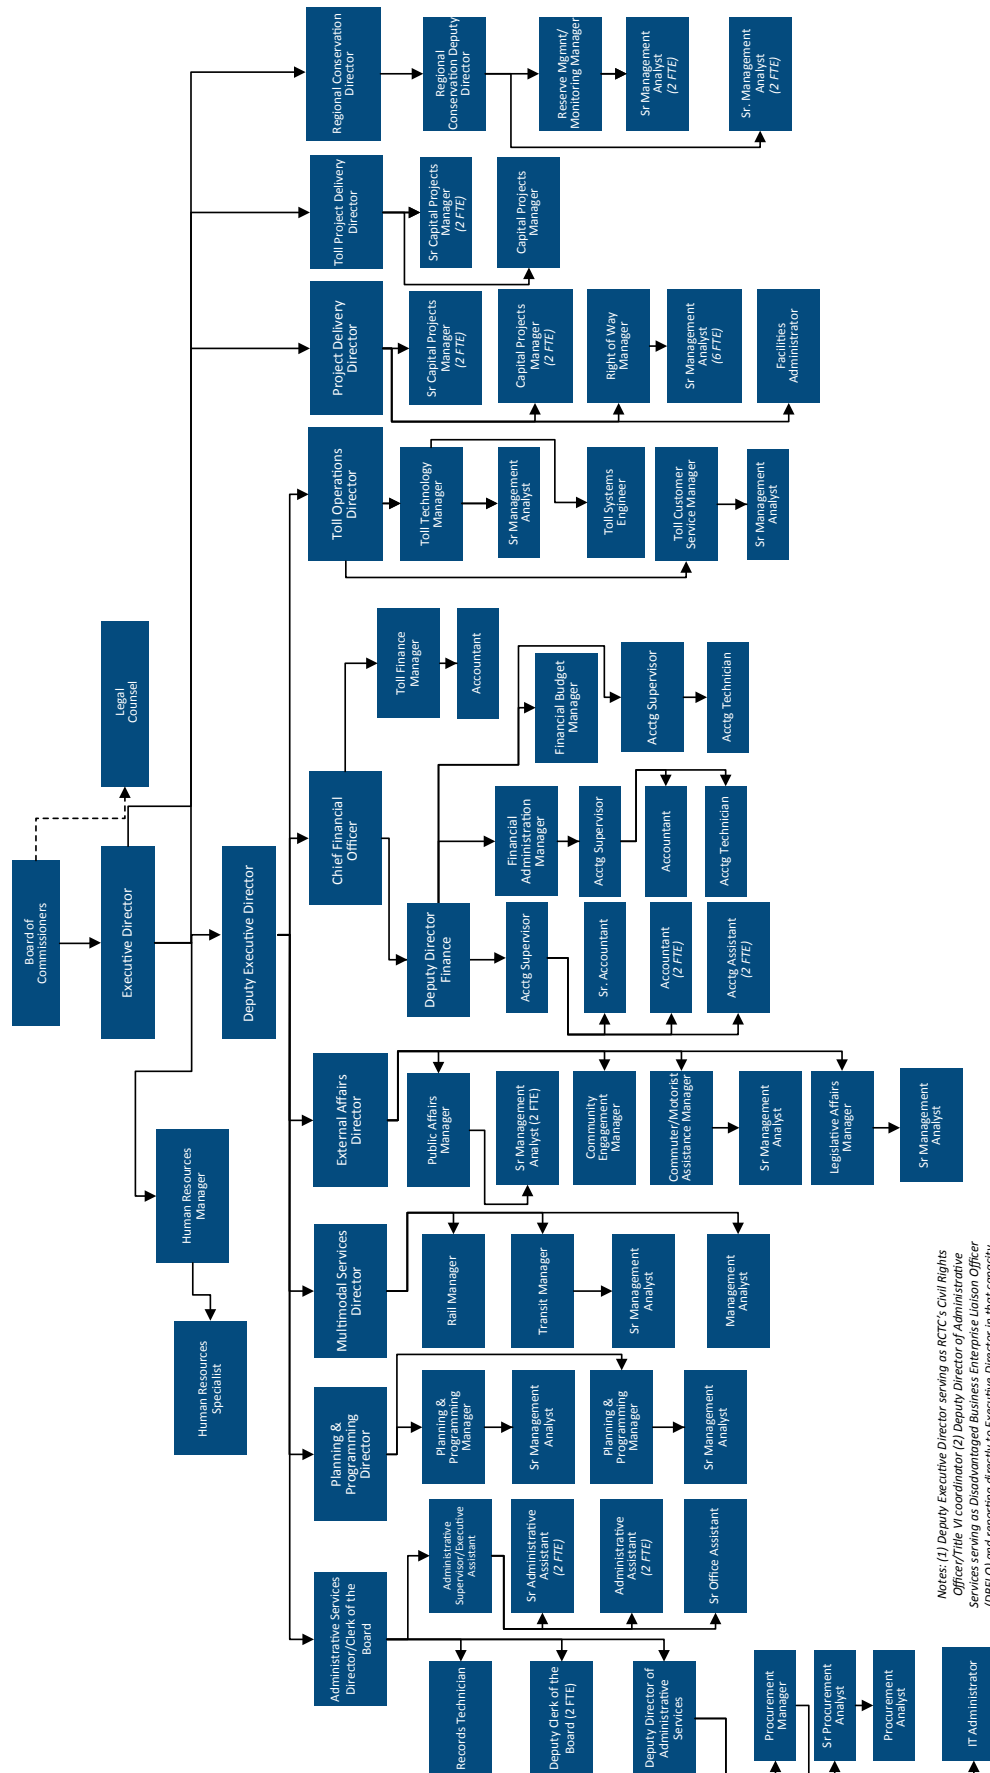 Board of
Commissioners
Legal
Counsel
Executive Director
Human Resources
Manager
Human Resources
Specialist
Deputy Executive Director
Administrative Services
Director/Clerk of the
Board
Records Technician
Deputy Clerk of the
Board (2 FTE)
Deputy Director of
Administrative
Services
Procurement
Manager
Sr Procurement
Analyst
Procurement
Analyst
IT Administrator
Administrative
Supervisor/Executive
Assistant
Sr Administrative
Assistant
(2 FTE)
Administrative
Assistant
(2 FTE)
Sr Office Assistant
Planning &
Programming
Director
Planning &
Programming
Manager
Sr Management
Analyst
Planning &
Programming
Manager
Sr Management
Analyst
Multimodal Services
Director
Rail Manager
Transit Manager
Sr Management
Analyst
Management
Analyst
External Affairs
Director
Public Affairs
Manager
Sr Management
Analyst (2 FTE)
Community
Engagement
Manager
Commuter/Motorist
Assistance Manager
Sr Management
Analyst
Legislative Affairs
Manager
Sr Management
Analyst
Chief Financial
Officer
Deputy Director
Finance
Acctg Supervisor
Sr. Accountant
Accountant
(2 FTE)
Acctg Assistant
(2 FTE)
Financial
Administration
Manager
Acctg Supervisor
Accountant
Acctg Technician
Financial Budget
Manager
Acctg Supervisor
Acctg Technician
Toll Finance
Manager
Accountant
Toll Operations
Director
Toll Technology
Manager
Sr Management
Analyst
Toll Systems
Engineer
Toll Customer
Service Manager
Sr Management
Analyst
Project Delivery
Director
Sr Capital Projects
Manager
(2 FTE)
Capital Projects
Manager
(2 FTE)
Right of Way
Manager
Sr Management
Analyst
(6 FTE)
Facilities
Administrator
Toll Project Delivery
Director
Sr Capital Projects
Manager
(2 FTE)
Capital Projects
Manager
Regional Conservation
Director
Regional
Conservation Deputy
Director
Reserve Mgmnt/
Monitoring Manager
Sr Management
Analyst
(2 FTE)
Sr. Management
Analyst
(2 FTE)
Notes: (1) Deputy Executive Director serving as RCTC's Civil Rights
Officer/Title VI coordinator (2) Deputy Director of Administrative
Services serving as Disadvantaged Business Enterprise Liaison Officer
(DBELO) and reporting directly to Executive Director in that capacity